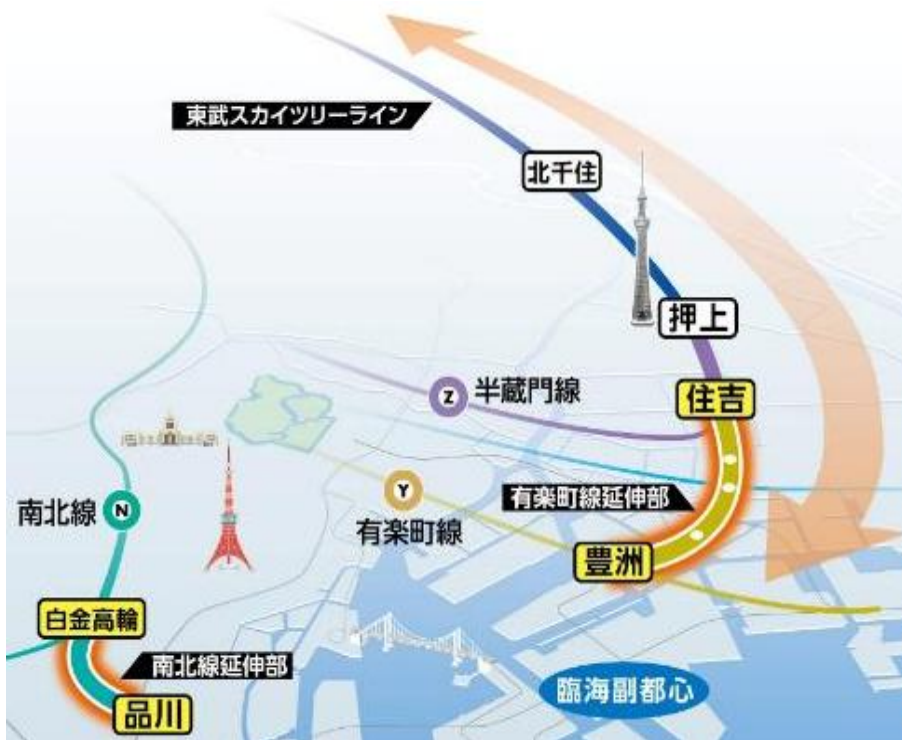 東武スカイツリーライン
北千住
押上
Z 半蔵門線
住吉
有楽町線延伸部
Y
有楽町線
南北線 N
豊洲
白金高輪
南北線延伸部
品川
臨海副都心